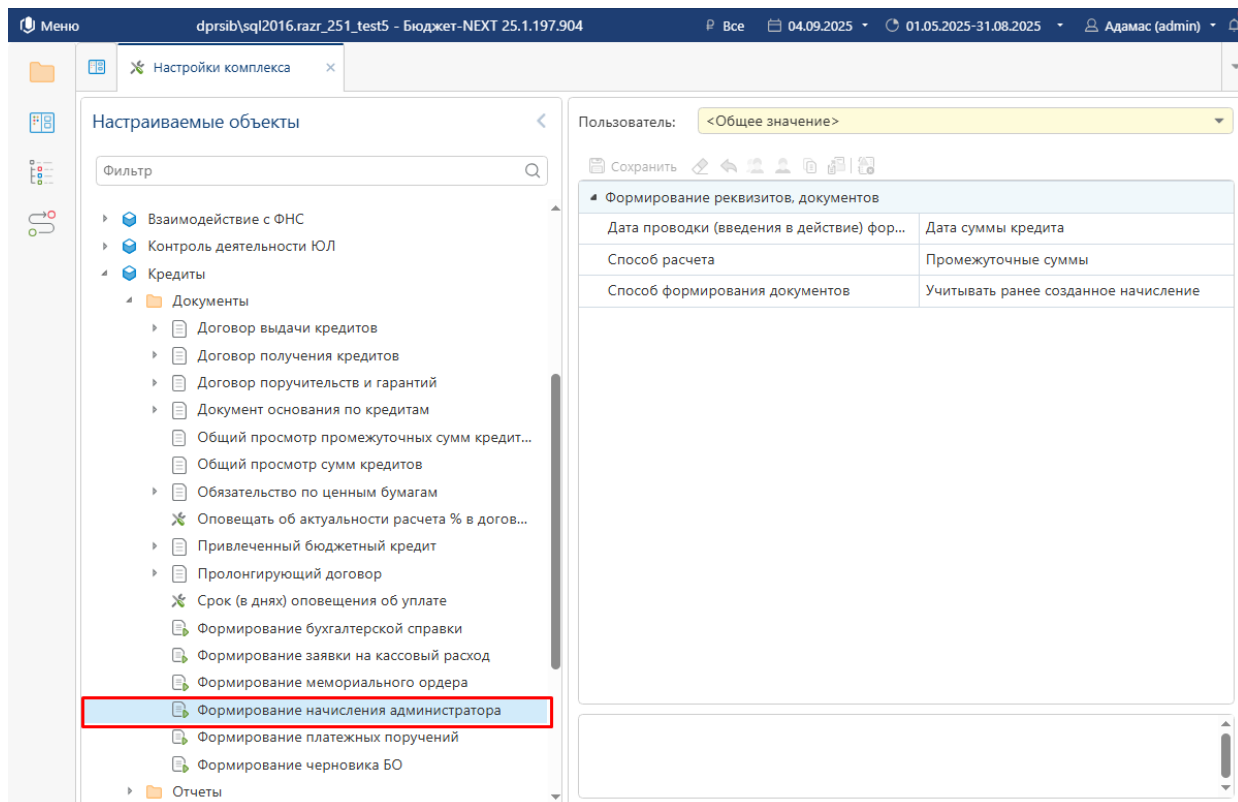 Меню
dprsib\sql2016.razr_251_test5 - Бюджет-NEXT 25.1.197.904
₽ Все
04.09.2025
01.05.2025-31.08.2025
Адамас (admin)
Настройки комплекса
Настраиваемые объекты
Фильтр
Взаимодействие с ФНС
Контроль деятельности ЮЛ
Кредиты
Документы
Договор выдачи кредитов
Договор получения кредитов
Договор поручительств и гарантий
Документ основания по кредитам
Общий просмотр промежуточных сумм кредит...
Общий просмотр сумм кредитов
Обязательство по ценным бумагам
Оповещать об актуальности расчета % в догов...
Привлеченный бюджетный кредит
Пролонгирующий договор
Срок (в днях) оповещения об уплате
Формирование бухгалтерской справки
Формирование заявки на кассовый расход
Формирование мемориального ордера
Формирование начисления администратора
Формирование платежных поручений
Формирование черновика БО
Отчеты
Пользователь:
<Общее значение>
Сохранить
Формирование реквизитов, документов
Дата проводки (введения в действие) фор...
Дата суммы кредита
Способ расчета
Промежуточные суммы
Способ формирования документов
Учитывать ранее созданное начисление